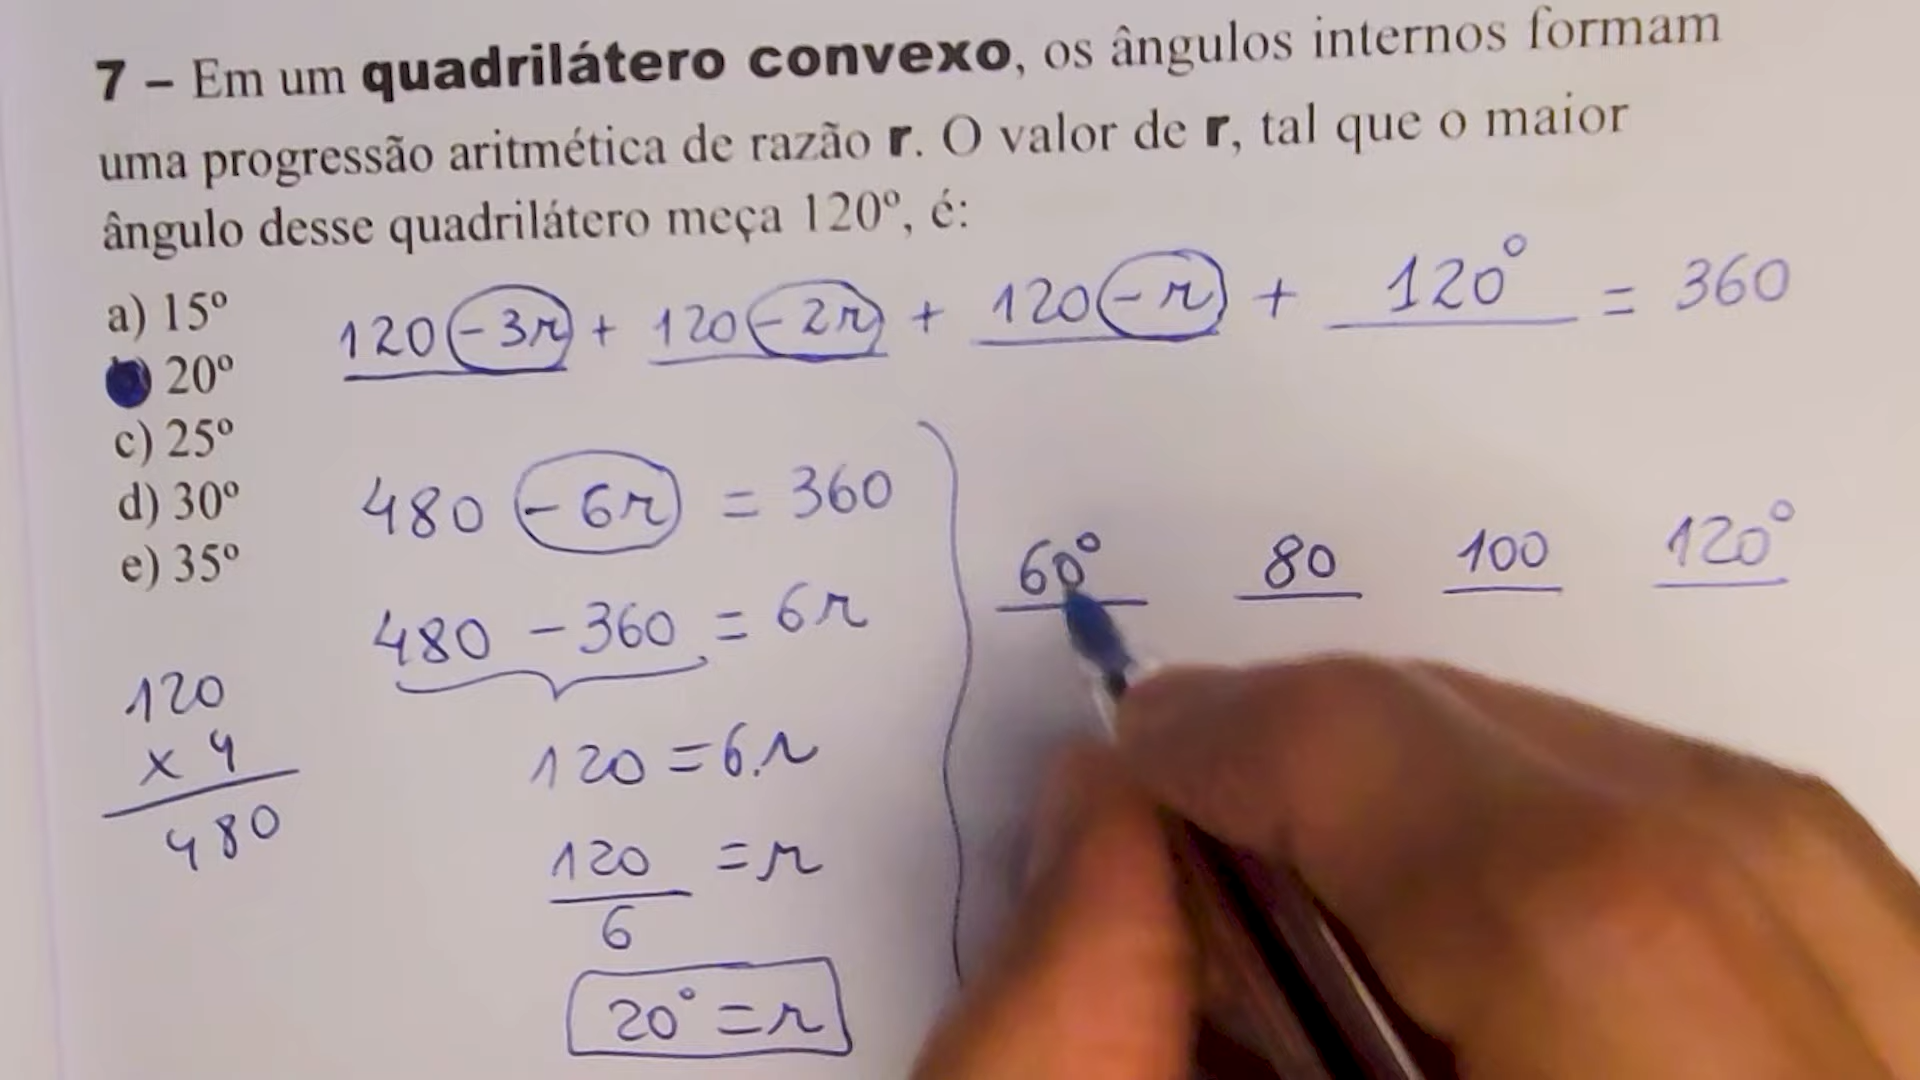 7 – Em um quadrilátero convexo, os ângulos internos formam
uma progressão aritmética de razão r. O valor de r, tal que o maior
ângulo desse quadrilátero meça 120º, é:
a) 15º
) 20º
c) 25º
d) 30º
e) 35º
120 - 3r + 120 - 2r + 120 - r + 120° = 360
480 - 6r = 360
480 - 360 = 6r
120 = 6.r
120
6
= r
20° = r
120
x 4
480
60° 80 100 120°